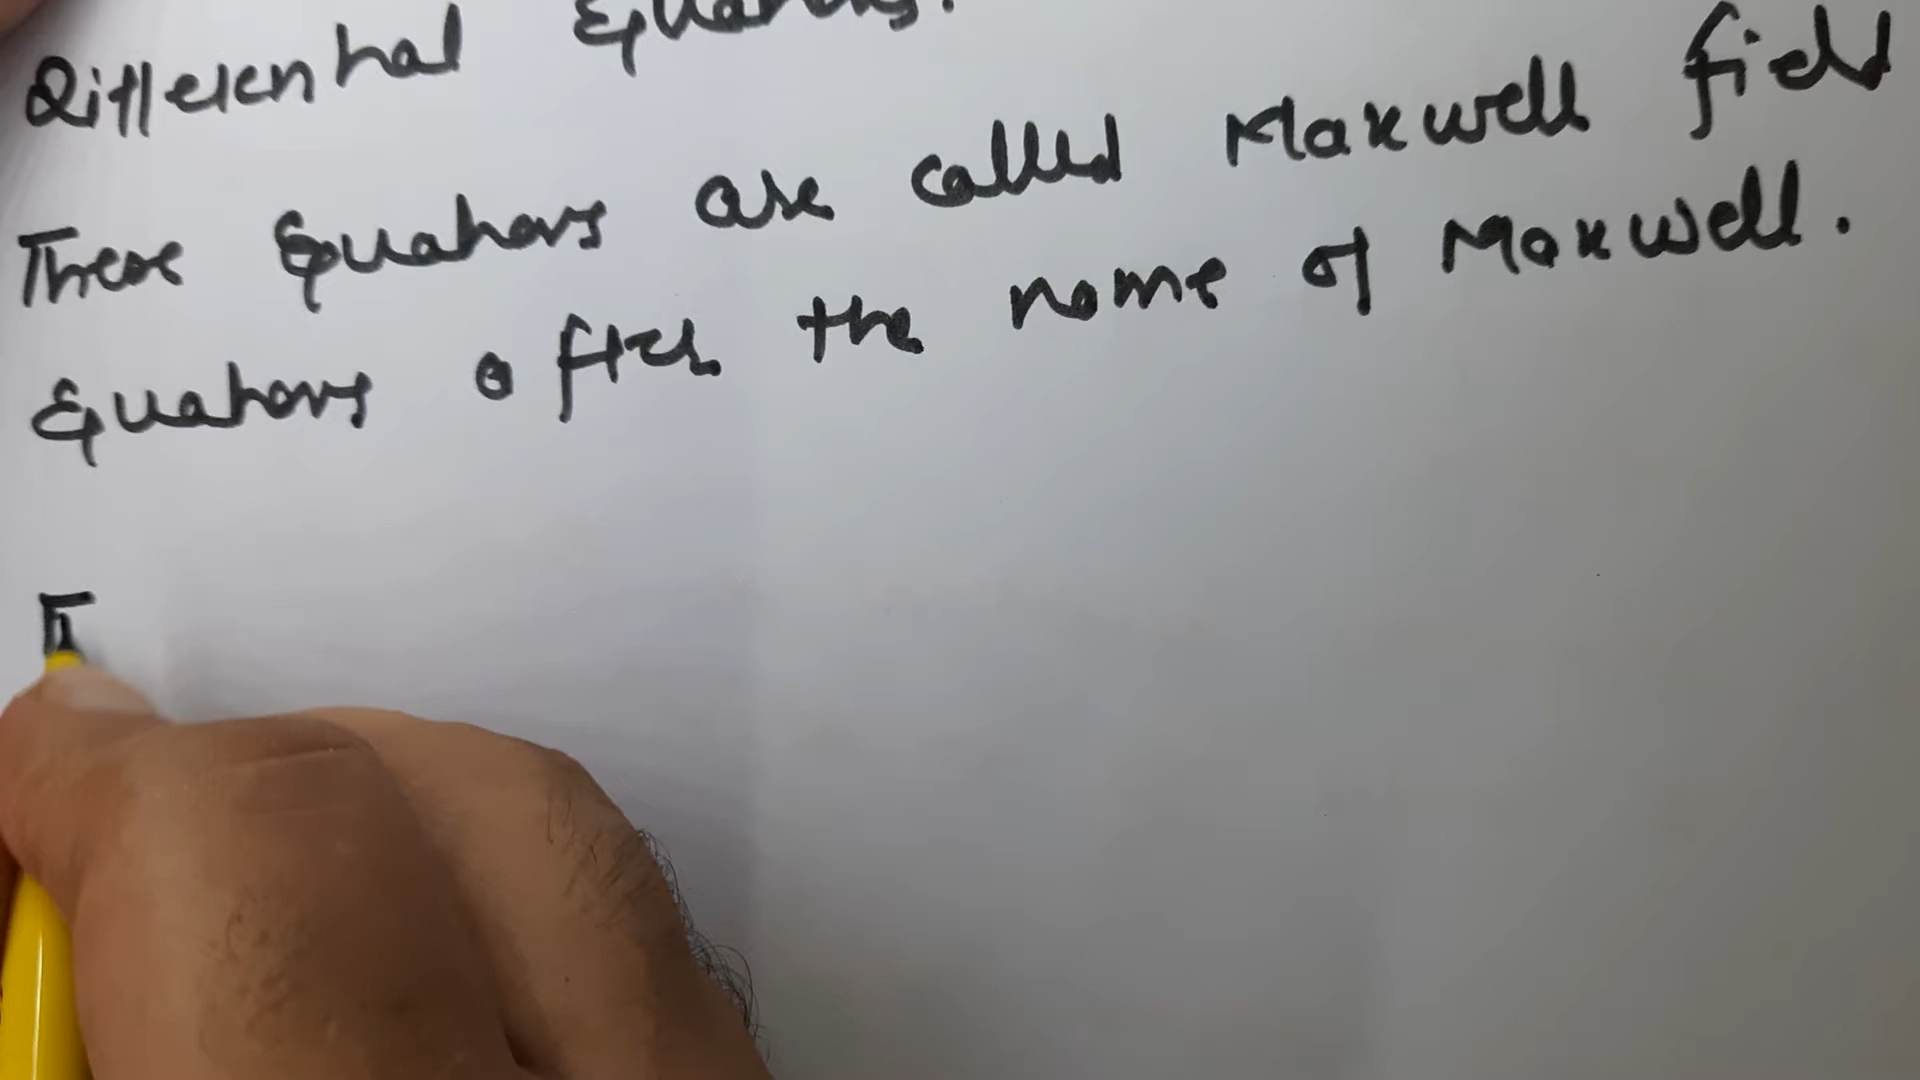 Differential Equations.
These Equations are called Maxwell field
Equations after the name of Maxwell.